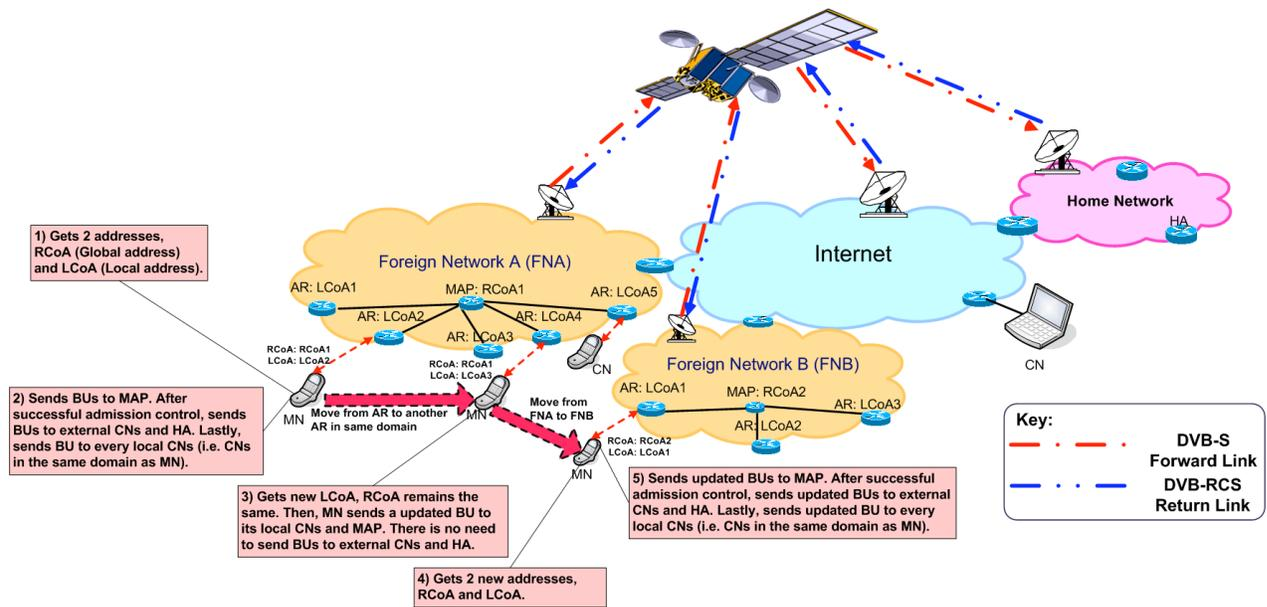 Home Network
HA
1) Gets 2 addresses,
RCoA (Global address)
and LCoA (Local address).
Internet
Foreign Network A (FNA)
AR: LCoA1
MAP: RCoA1
AR: LCoA5
AR: LCoA2
AR: LCoA4
AR: LCoA3
RCoA: RCoA1
LCoA: LCoA2
RCoA: RCoA1
LCoA: LCoA3
CN
CN
Foreign Network B (FNB)
AR: LCoA1
MAP: RCoA2
AR: LCoA3
AR: LCoA2
MN
Move from AR to another
AR in same domain
MN
Move from
FNA to FNB
RCoA: RCoA2
LCoA: LCoA1
MN
2) Sends BUs to MAP. After
successful admission control, sends
BUs to external CNs and HA. Lastly,
sends BU to every local CNs (i.e. CNs
in the same domain as MN).
3) Gets new LCoA, RCoA remains the
same. Then, MN sends a updated BU to
its local CNs and MAP. There is no need
to send BUs to external CNs and HA.
4) Gets 2 new addresses,
RCoA and LCoA.
5) Sends updated BUs to MAP. After successful
admission control, sends updated BUs to external
CNs and HA. Lastly, sends updated BU to every
local CNs (i.e. CNs in the same domain as MN).
Key:
DVB-S
Forward Link
DVB-RCS
Return Link